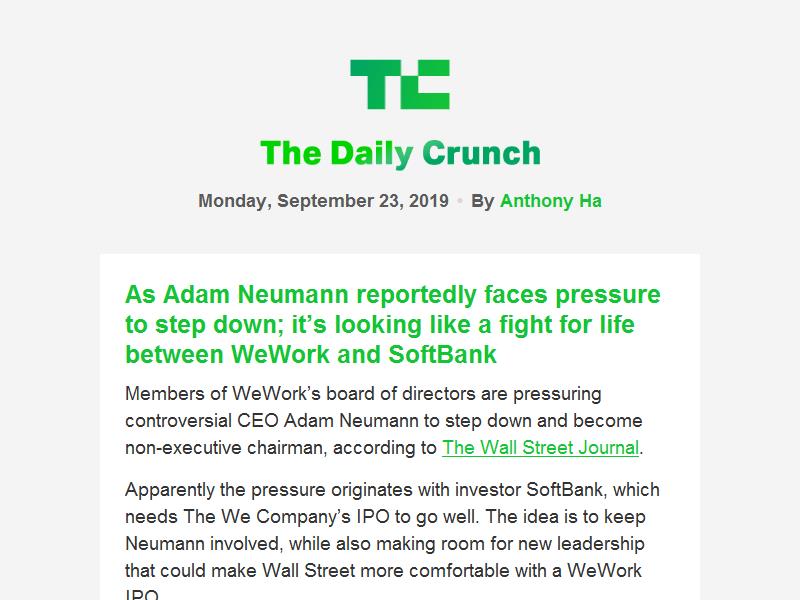 TC
The Daily Crunch
Monday, September 23, 2019 • By Anthony Ha
As Adam Neumann reportedly faces pressure
to step down; it’s looking like a fight for life
between WeWork and SoftBank
Members of WeWork’s board of directors are pressuring
controversial CEO Adam Neumann to step down and become
non-executive chairman, according to The Wall Street Journal.
Apparently the pressure originates with investor SoftBank, which
needs The We Company’s IPO to go well. The idea is to keep
Neumann involved, while also making room for new leadership
that could make Wall Street more comfortable with a WeWork
IPO.